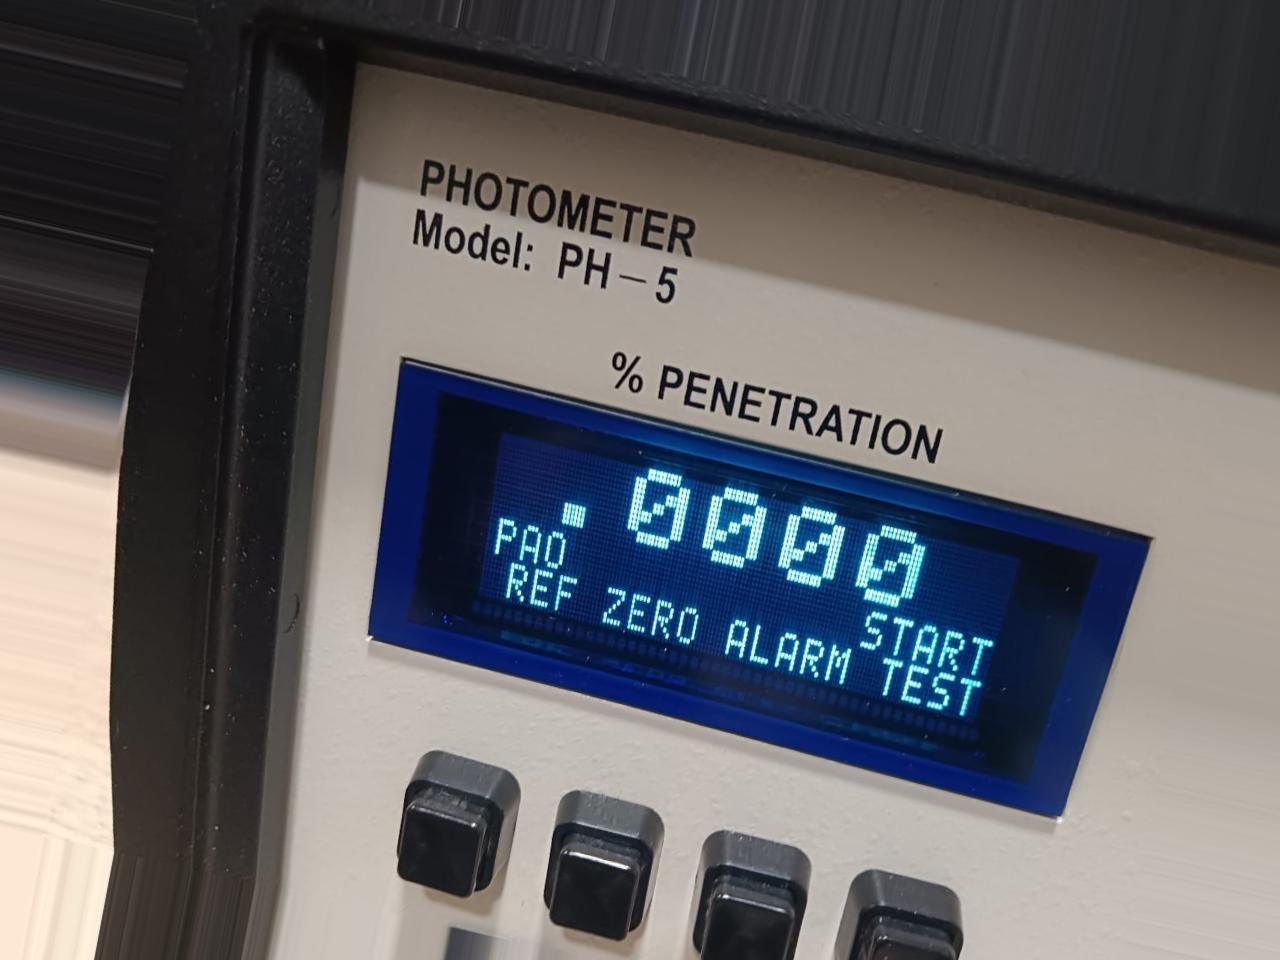 PHOTOMETER
Model: PH - 5
% PENETRATION
.0000
PAO START
REF ZERO ALARM TEST